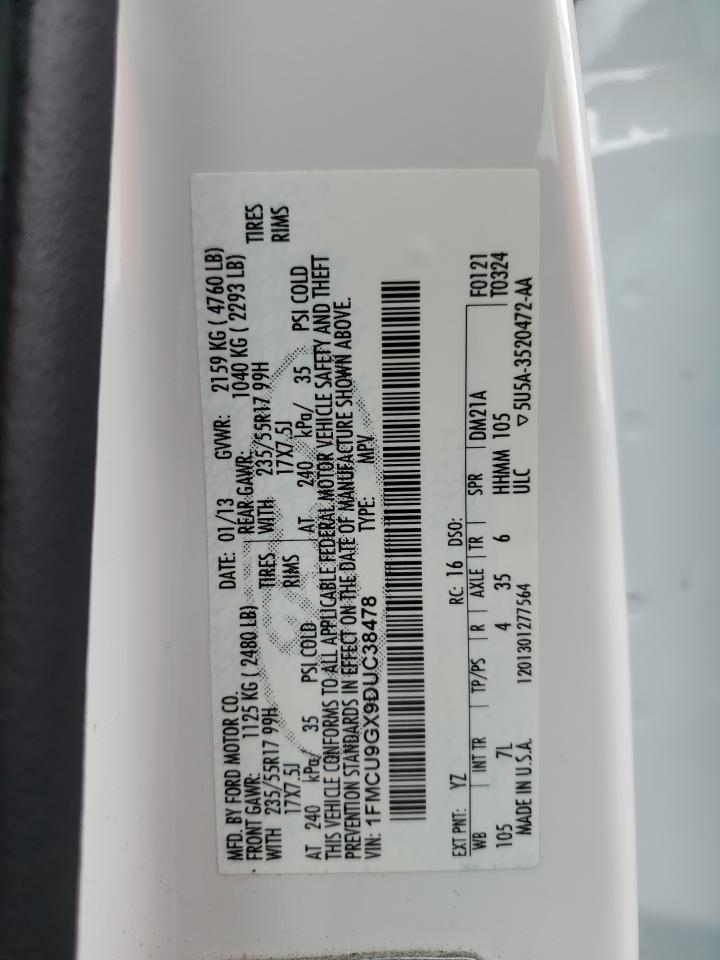 MFD. BY FORD MOTOR CO.
DATE: 01/13 GVWR: 2159 KG ( 4760 LB)
FRONT GAWR: 1125 KG ( 2480 LB) REAR GAWR: 1040 KG ( 2293 LB)
WITH 235/55R17 99H TIRES WITH 235/55R17 99H TIRES
17X7.5J RIMS 17X7.5J RIMS
AT 240 kPa/ 35 PSI COLD AT 240 kPa/ 35 PSI COLD
THIS VEHICLE CONFORMS TO ALL APPLICABLE FEDERAL MOTOR VEHICLE SAFETY AND THEFT
PREVENTION STANDARDS IN EFFECT ON THE DATE OF MANUFACTURE SHOWN ABOVE.
VIN: 1FMCU9GX9DUC38478 TYPE: MPV
EXT PNT: YZ RC: 16 DSO:
WB INT TR TP/PS R AXLE TR SPR DM21A F0121
105 7L 4 35 6 HHMM 105 T0324
MADE IN U.S.A. 1201301277564 ULC ▽5U5A-3520472-AA